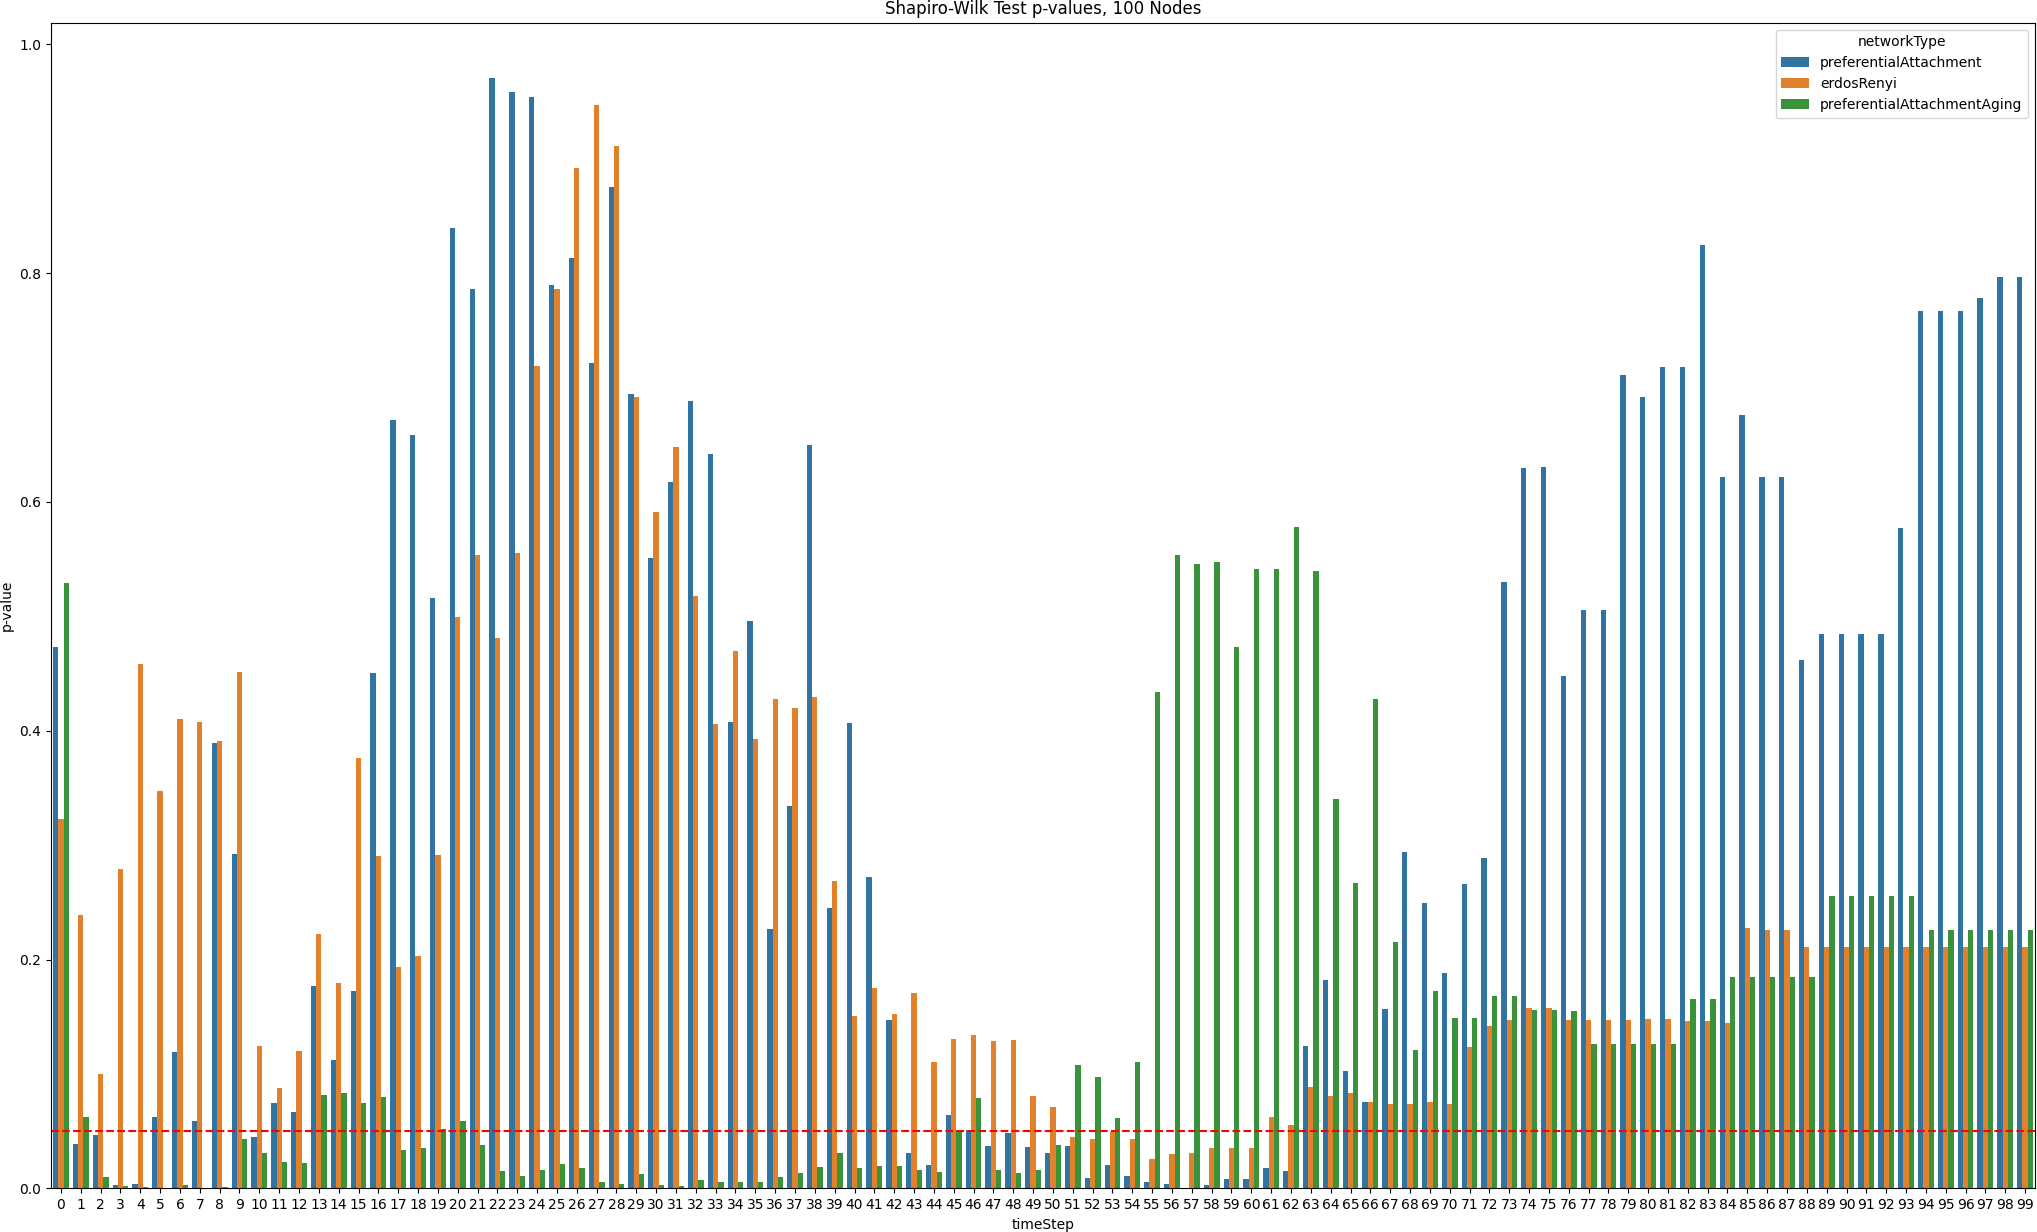 Shapiro-Wilk Test p-values, 100 Nodes
networkType
preferentialAttachment
erdosRenyi
preferentialAttachmentAging
1.0
0.8
0.6
0.4
0.2
0.0
p-value
0 1 2 3 4 5 6 7 8 9 10 11 12 13 14 15 16 17 18 19 20 21 22 23 24 25 26 27 28 29 30 31 32 33 34 35 36 37 38 39 40 41 42 43 44 45 46 47 48 49 50 51 52 53 54 55 56 57 58 59 60 61 62 63 64 65 66 67 68 69 70 71 72 73 74 75 76 77 78 79 80 81 82 83 84 85 86 87 88 89 90 91 92 93 94 95 96 97 98 99
timeStep